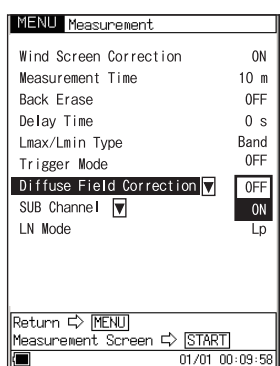 MENU Measurement
Wind Screen Correction ON
Measurement Time 10 m
Back Erase OFF
Delay Time 0 s
Lmax/Lmin Type Band
Trigger Mode OFF
Diffuse Field Correction ▼ OFF
SUB Channel ▼ ON
LN Mode Lp
Return ⇨ MENU
Measurement Screen ⇨ START
01/01 00:09:58